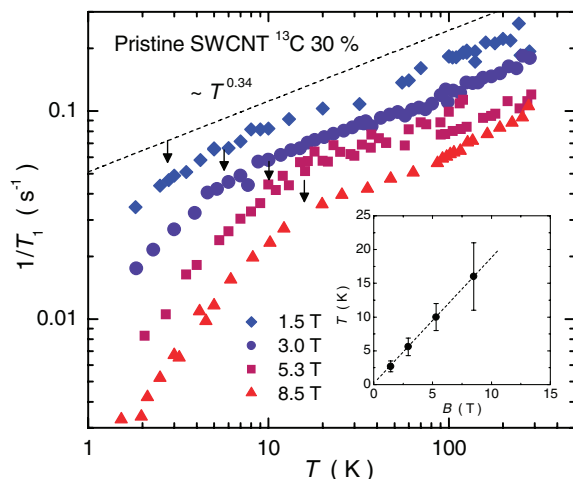 Pristine SWCNT ¹³C 30 %
~ T^0.34
1/T₁ ( s⁻¹ )
0.1
0.01
1.5 T
3.0 T
5.3 T
8.5 T
1
10
100
T ( K )
25
20
15
10
5
0
T (K)
0
5
10
15
B (T)